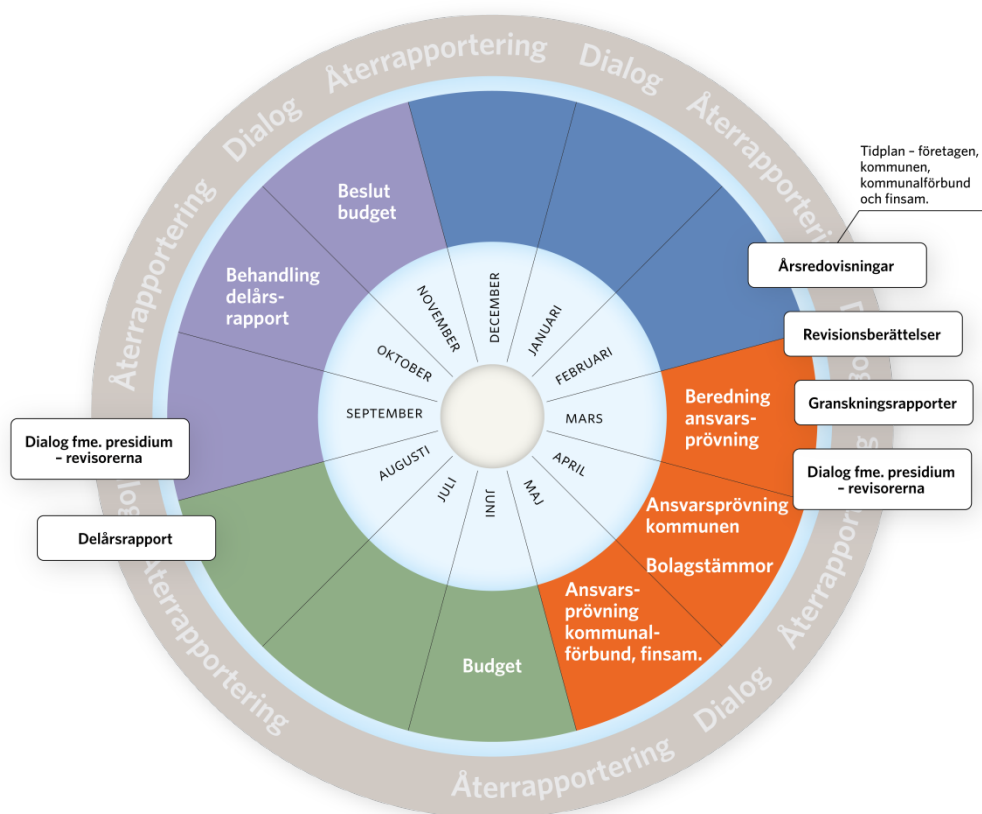 Återrapportering
Dialog
Återrapportering
Dialog
Återrapportering
Dialog
Återrapportering
Tidplan – företagen,
kommunen,
kommunalförbund
och finsam.
Årsredovisningar
Revisionsberättelser
Granskningsrapporter
Dialog fme. presidium
– revisorerna
Dialog fme. presidium
– revisorerna
Delårsrapport
Återrapportering
Återrapportering
Beslut
budget
Behandling
delårs-
rapport
Beredning
ansvars-
prövning
Ansvarsprövning
kommunen
Bolagstämmor
Ansvars-
prövning
kommunal-
förbund, finsam.
Budget
DECEMBER
JANUARI
FEBRUARI
MARS
APRIL
MAJ
JUNI
JULI
AUGUSTI
SEPTEMBER
OKTOBER
NOVEMBER